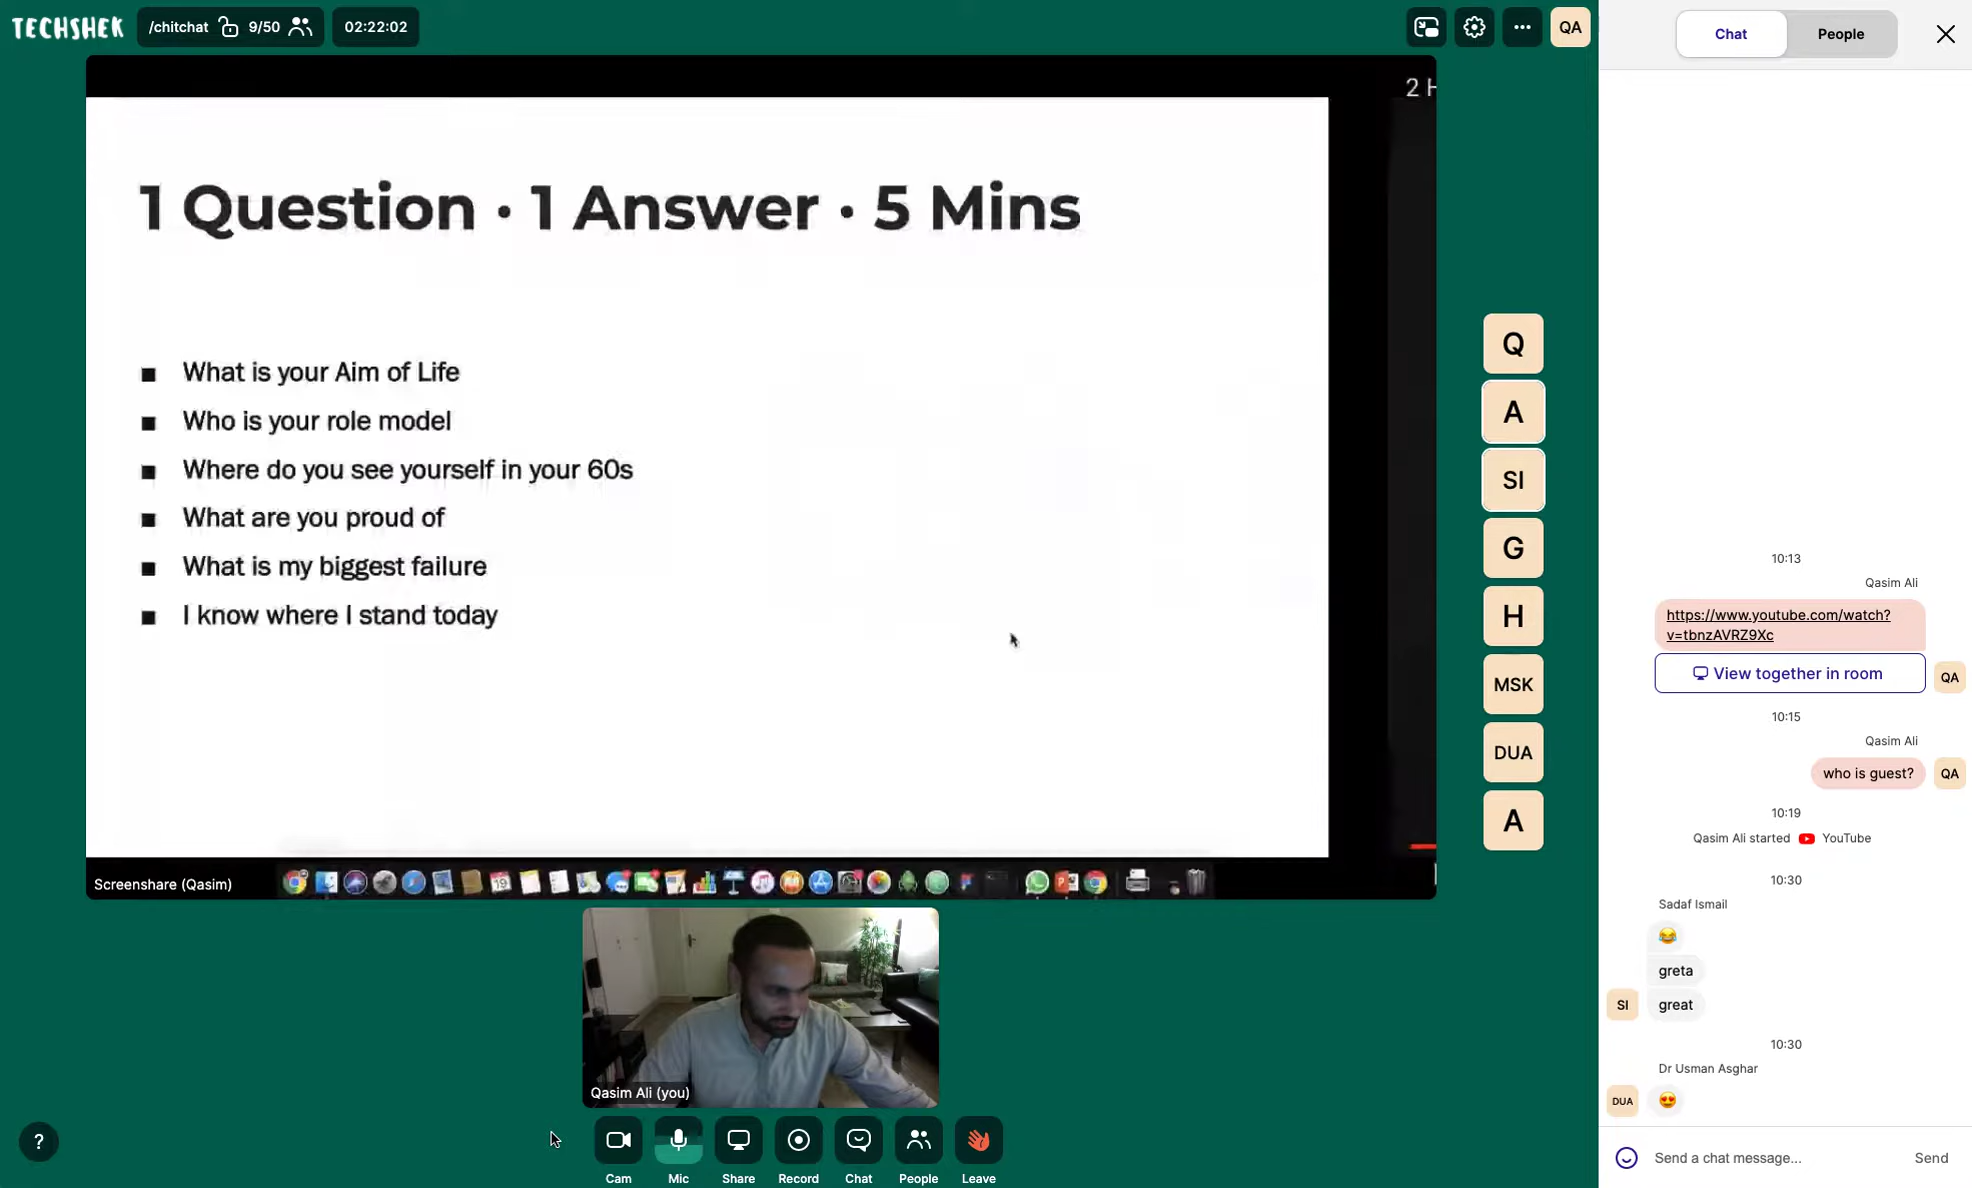 TECHSHEK
/chitchat 9/50
02:22:02
QA
Chat
People
1 Question · 1 Answer · 5 Mins
■ What is your Aim of Life
■ Who is your role model
■ Where do you see yourself in your 60s
■ What are you proud of
■ What is my biggest failure
■ I know where I stand today
19
Screenshare (Qasim)
Q
A
SI
G
H
MSK
DUA
A
Qasim Ali (you)
?
Cam
Mic
Share
Record
Chat
People
Leave
10:13
Qasim Ali
https://www.youtube.com/watch?
v=tbnzAVRZ9Xc
View together in room
QA
10:15
Qasim Ali
who is guest?
QA
10:19
Qasim Ali started YouTube
10:30
Sadaf Ismail
😂
greta
great
SI
10:30
Dr Usman Asghar
😍
DUA
Send a chat message...
Send